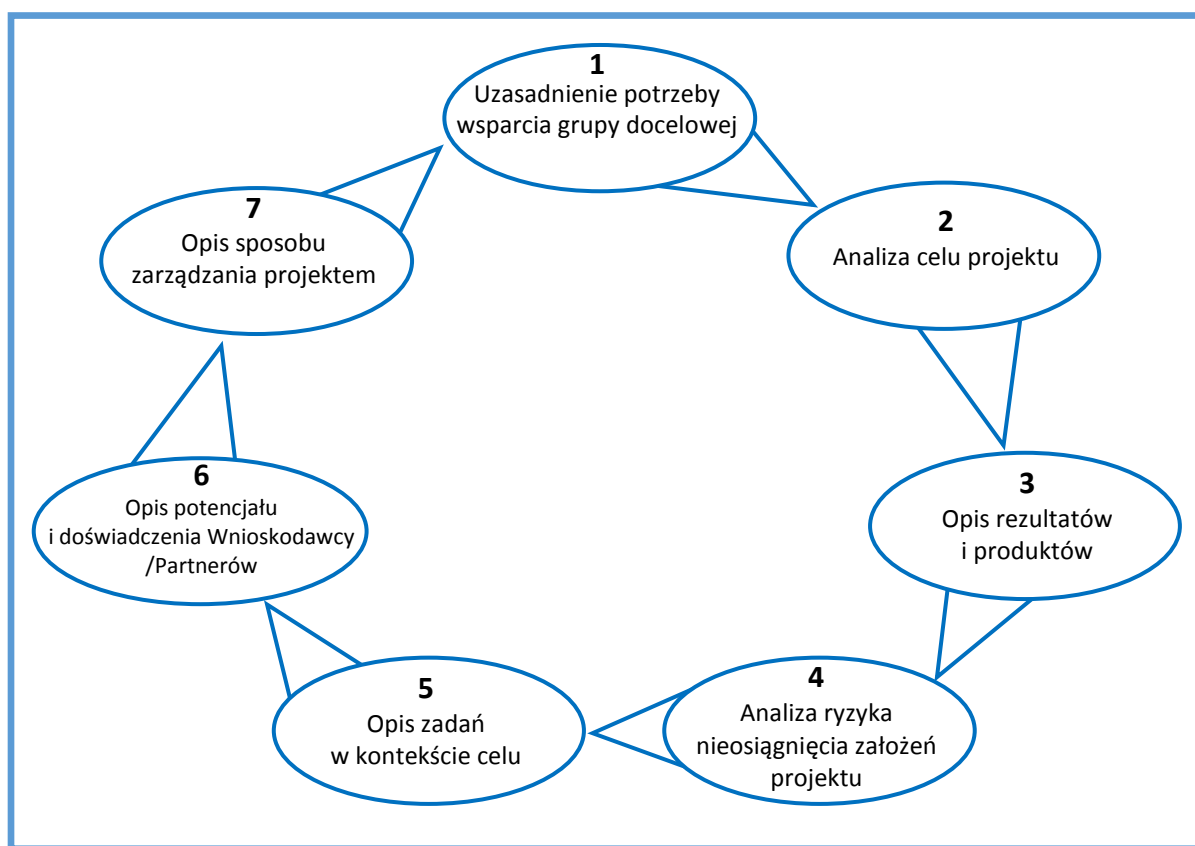 1
Uzasadnienie potrzeby
wsparcia grupy docelowej
2
Analiza celu projektu
3
Opis rezultatów
i produktów
4
Analiza ryzyka
nieosiągnięcia założeń
projektu
5
Opis zadań
w kontekście celu
6
Opis potencjału
i doświadczenia Wnioskodawcy
/Partnerów
7
Opis sposobu
zarządzania projektem